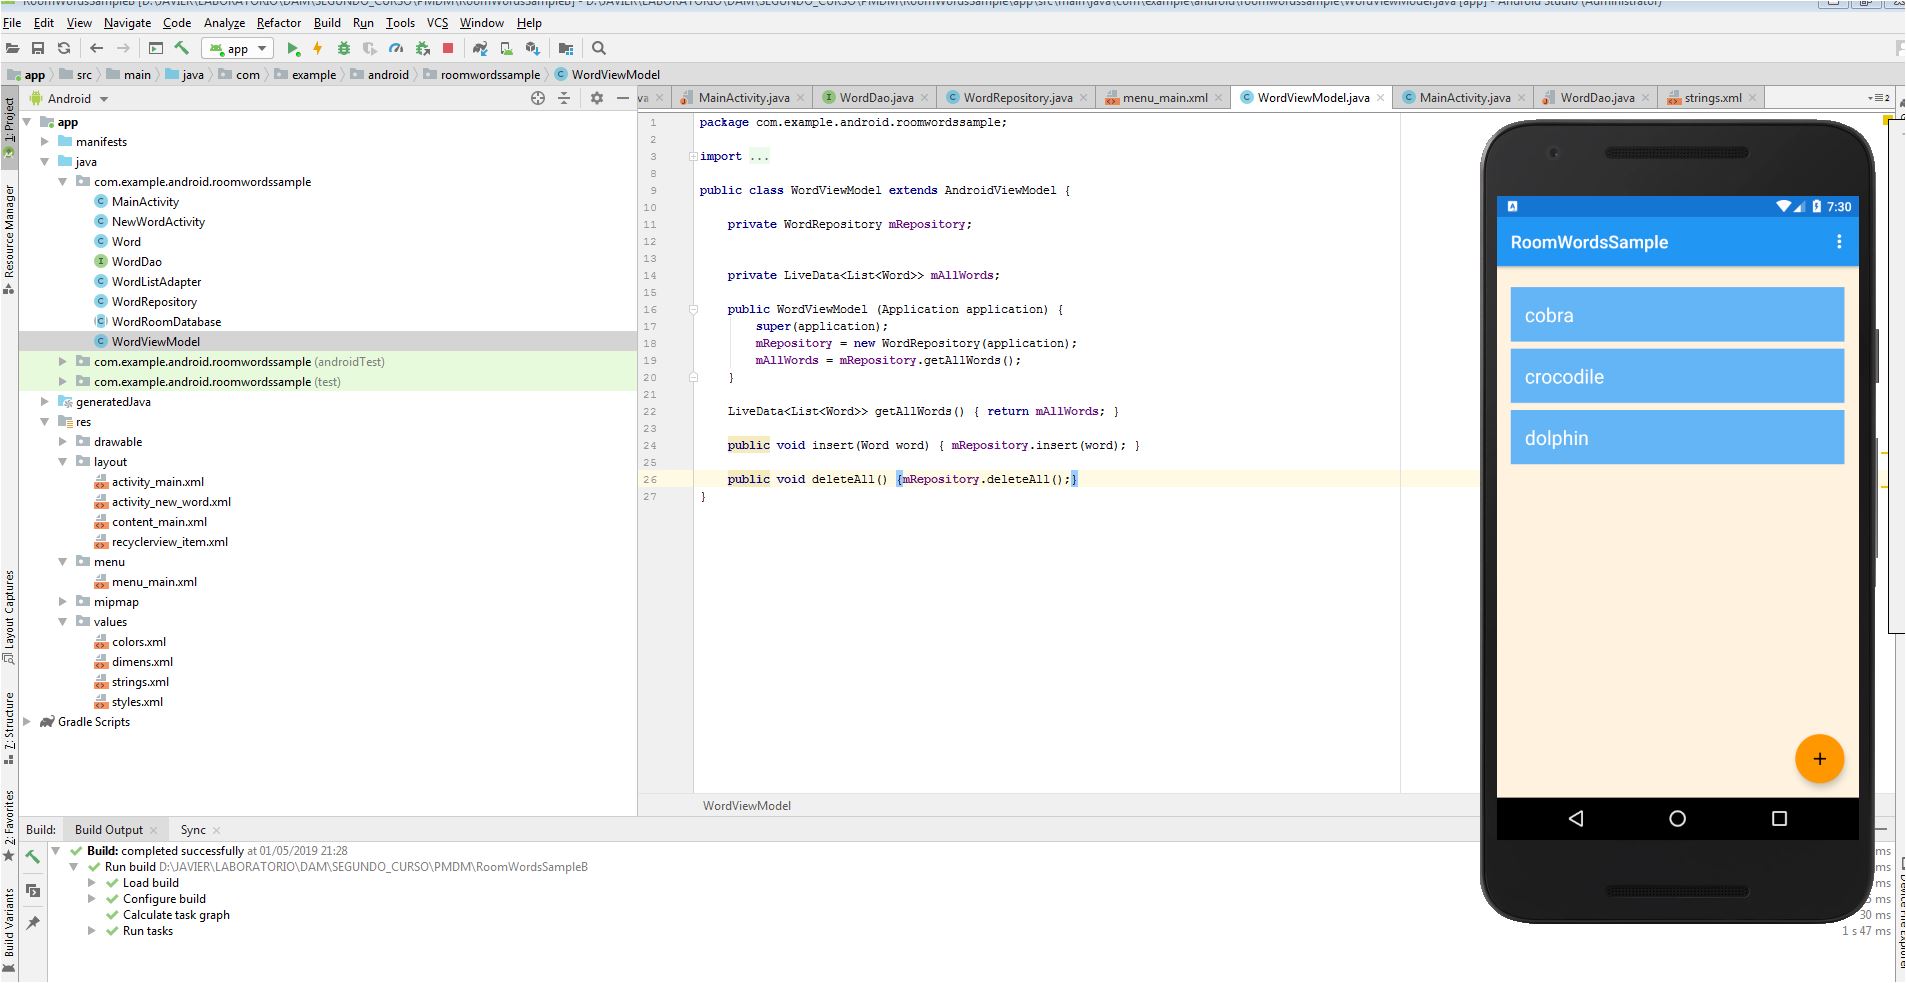 RoomWordsSampleB [D:\JAVIER\LABORATORIO\DAM\SEGUNDO_CURSO\PMDM\RoomWordsSampleB] - D:\JAVIER\LABORATORIO\DAM\SEGUNDO_CURSO\PMDM\RoomWordsSample\app\src\main\java\com\example\android\roomwordssample\WordViewModel.java [app] - Android Studio (Administrator)
File Edit View Navigate Code Analyze Refactor Build Run Tools VCS Window Help
app
app src main java com example android roomwordssample WordViewModel
Android
va MainActivity.java WordDao.java WordRepository.java menu_main.xml WordViewModel.java MainActivity.java WordDao.java strings.xml 2
1: Project
Resource Manager
Layout Captures
7: Structure
2: Favorites
Build Variants
app
manifests
java
com.example.android.roomwordssample
MainActivity
NewWordActivity
Word
WordDao
WordListAdapter
WordRepository
WordRoomDatabase
WordViewModel
com.example.android.roomwordssample (androidTest)
com.example.android.roomwordssample (test)
generatedJava
res
drawable
layout
activity_main.xml
activity_new_word.xml
content_main.xml
recyclerview_item.xml
menu
menu_main.xml
mipmap
values
colors.xml
dimens.xml
strings.xml
styles.xml
Gradle Scripts
1 package com.example.android.roomwordssample;
2
3 import ...
8
9 public class WordViewModel extends AndroidViewModel {
10
11 private WordRepository mRepository;
12
13
14 private LiveData<List<Word>> mAllWords;
15
16 public WordViewModel (Application application) {
17 super(application);
18 mRepository = new WordRepository(application);
19 mAllWords = mRepository.getAllWords();
20 }
21
22 LiveData<List<Word>> getAllWords() { return mAllWords; }
23
24 public void insert(Word word) { mRepository.insert(word); }
25
26 public void deleteAll() {mRepository.deleteAll();}
27 }
WordViewModel
7:30
RoomWordsSample
cobra
crocodile
dolphin
+
Build: Build Output Sync
Build: completed successfully at 01/05/2019 21:28
Run build D:\JAVIER\LABORATORIO\DAM\SEGUNDO_CURSO\PMDM\RoomWordsSampleB
Load build
Configure build
Calculate task graph
Run tasks
ms
ms
ms
ms
30 ms
1 s 47 ms